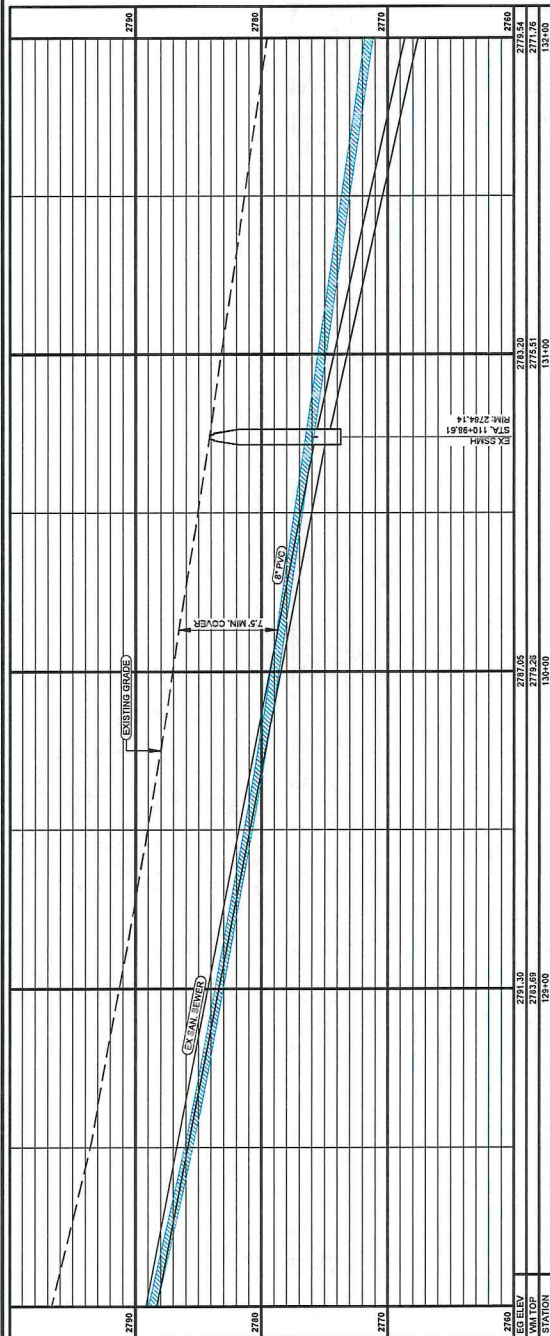 2790
2780
2770
2760
EXISTING GRADE
7.5' MIN. COVER
8" PVC
EX SAN. SEWER
EX SSMH
STA. 110+98.61
RIM: 2784.14
2790
2780
2770
2760
EG ELEV
2791.30
2787.05
2783.20
2779.54
WM TOP
2783.69
2779.26
2775.51
2771.76
STATION
129+00
130+00
131+00
132+00